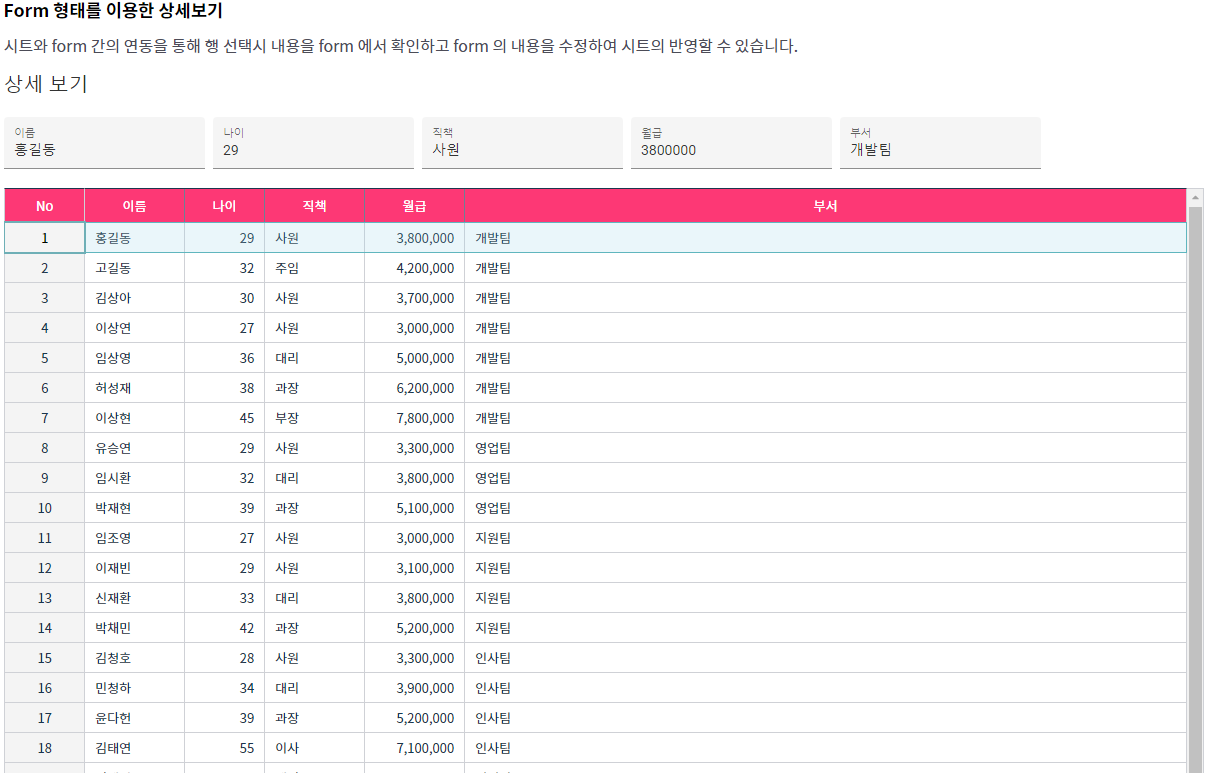 Form 형태를 이용한 상세보기
시트와 form 간의 연동을 통해 행 선택시 내용을 form 에서 확인하고 form 의 내용을 수정하여 시트의 반영할 수 있습니다.
상세 보기
이름 나이 직책 월급 부서
홍길동 29 사원 3800000 개발팀
No 이름 나이 직책 월급 부서
1 홍길동 29 사원 3,800,000 개발팀
2 고길동 32 주임 4,200,000 개발팀
3 김상아 30 사원 3,700,000 개발팀
4 이상연 27 사원 3,000,000 개발팀
5 임상영 36 대리 5,000,000 개발팀
6 허성재 38 과장 6,200,000 개발팀
7 이상현 45 부장 7,800,000 개발팀
8 유승연 29 사원 3,300,000 영업팀
9 임시환 32 대리 3,800,000 영업팀
10 박재현 39 과장 5,100,000 영업팀
11 임조영 27 사원 3,000,000 지원팀
12 이재빈 29 사원 3,100,000 지원팀
13 신재환 33 대리 3,800,000 지원팀
14 박채민 42 과장 5,200,000 지원팀
15 김청호 28 사원 3,300,000 인사팀
16 민청하 34 대리 3,900,000 인사팀
17 윤다헌 39 과장 5,200,000 인사팀
18 김태연 55 이사 7,100,000 인사팀